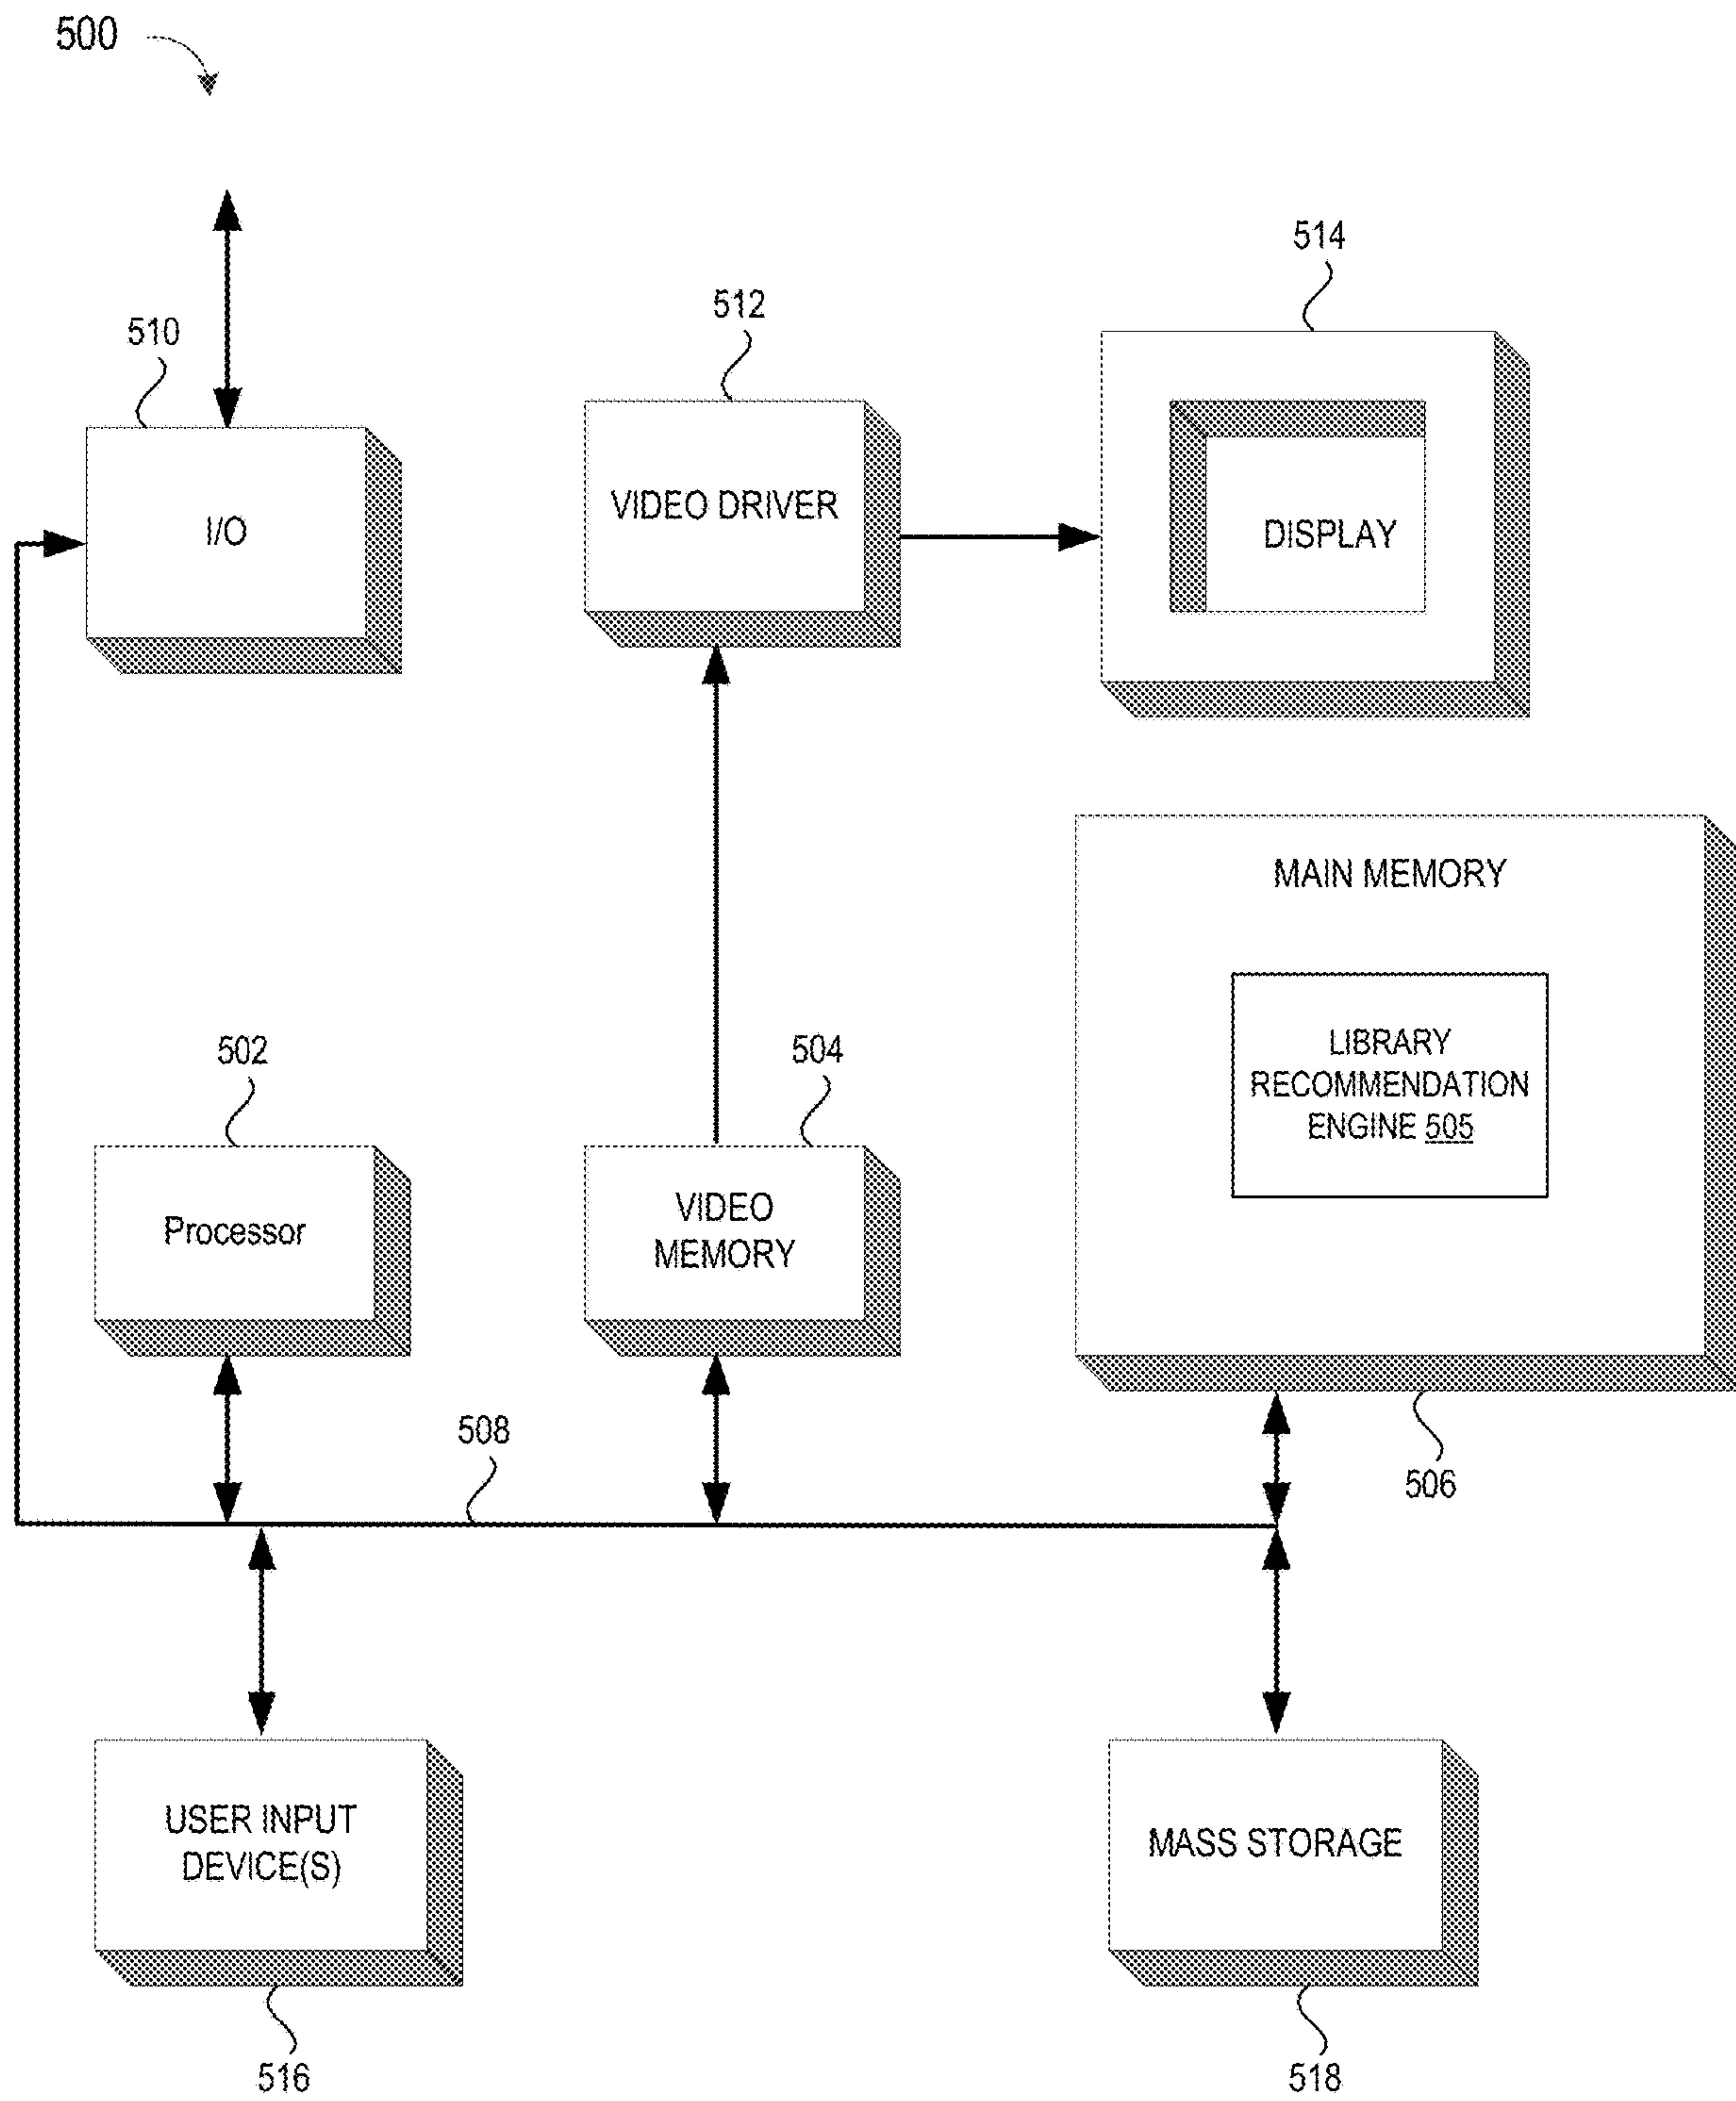 500
514
512
510
VIDEO DRIVER
I/O
DISPLAY
MAIN MEMORY
LIBRARY
RECOMMENDATION
ENGINE 505
502
504
Processor
VIDEO
MEMORY
508
506
USER INPUT
DEVICE(S)
MASS STORAGE
516
518